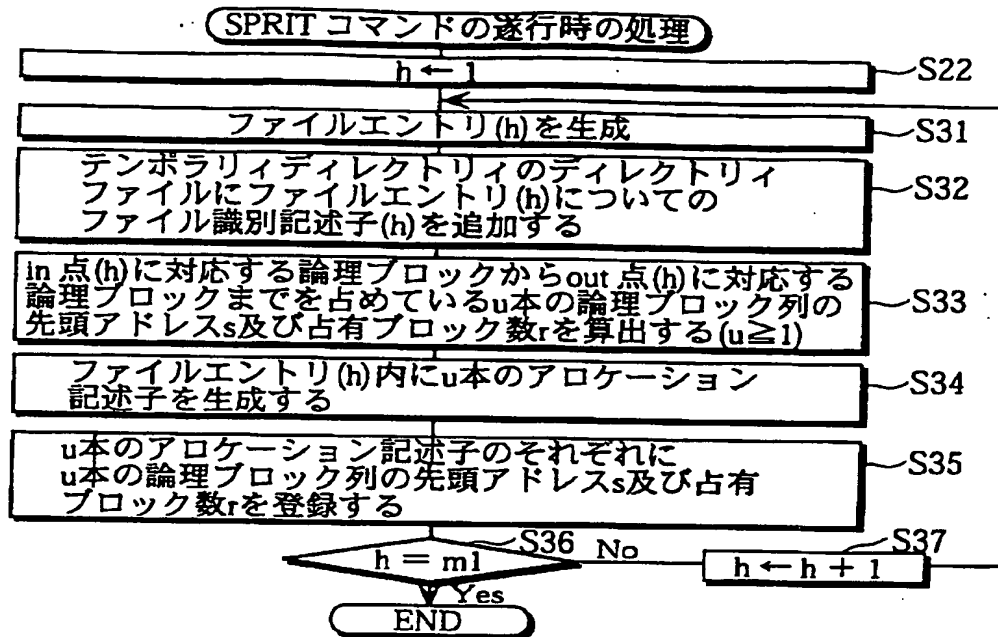 SPRIT コマンドの遂行時の処理
h ← 1
S22
ファイルエントリ(h)を生成
S31
テンポラリィディレクトリィのディレクトリィ
ファイルにファイルエントリ(h)についての
ファイル識別記述子(h)を追加する
S32
in 点(h)に対応する論理ブロックからout 点(h)に対応する
論理ブロックまでを占めているu本の論理ブロック列の
先頭アドレスs及び占有ブロック数rを算出する(u≧1)
S33
ファイルエントリ(h)内にu本のアロケーション
記述子を生成する
S34
u本のアロケーション記述子のそれぞれに
u本の論理ブロック列の先頭アドレスs及び占有
ブロック数rを登録する
S35
h = m1
S36
No
h ← h + 1
S37
Yes
END